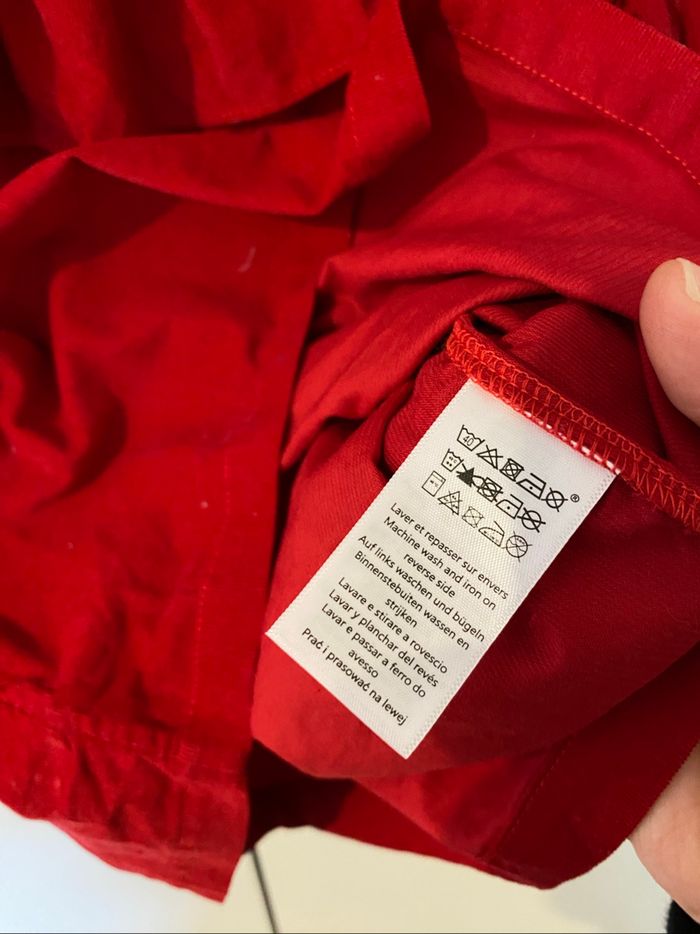 40
®
Laver et repasser sur envers
Machine wash and iron on
reverse side
Auf links waschen und bügeln
Binnenstebuiten wassen en
strijken
Lavare e stirare a rovescio
Lavar y planchar del revés
Lavar e passar a ferro do
avesso
Prać i prasować na lewej